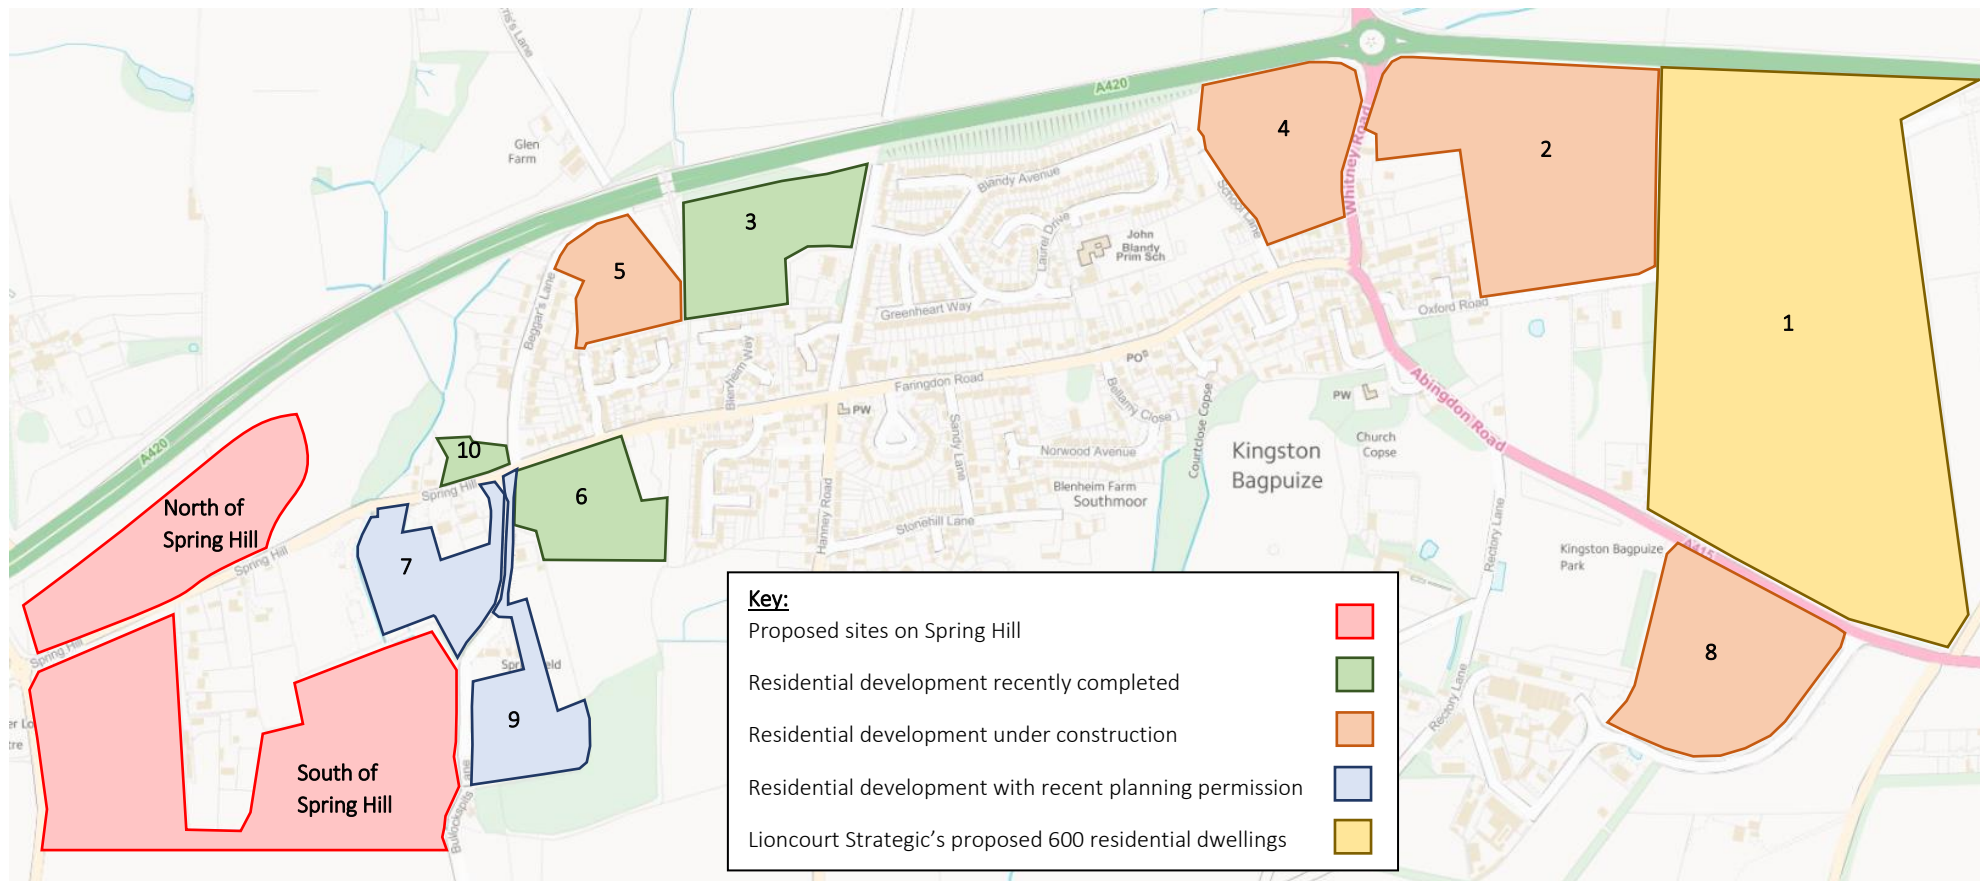 A420
Glen
Farm
Blandy Avenue
School Lane
4
Whitney Road
2
3
Laurel Drive
John
Blandy
Prim Sch
5
Beggar's Lane
Greenheart Way
Oxford Road
1
Blenheim Way
Faringdon Road
PO
Bellamy Close
Courtclose Copse
PW
Abingdon Road
PW
Sandy Lane
Norwood Avenue
Kingston
Bagpuize
Church
Copse
A420
10
Spring Hill
6
Hanney Road
Blenheim Farm
Southmoor
Stonehill Lane
North of
Spring Hill
Spring Hill
7
Rectory Lane
Kingston Bagpuize
Park
A415
Spring Hill
8
9
Rectory Lane
South of
Spring Hill
Bullockspits Lane
Key:
Proposed sites on Spring Hill
Residential development recently completed
Residential development under construction
Residential development with recent planning permission
Lioncourt Strategic's proposed 600 residential dwellings